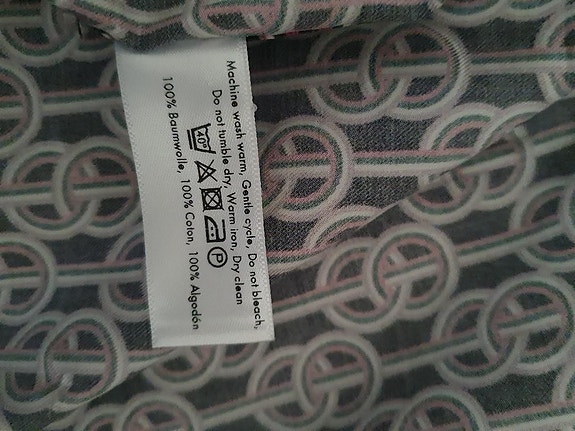 Machine wash warm, Gentle cycle, Do not bleach,
Do not tumble dry, Warm iron, Dry clean
40° P
100% Baumwolle, 100% Coton, 100% Algodón